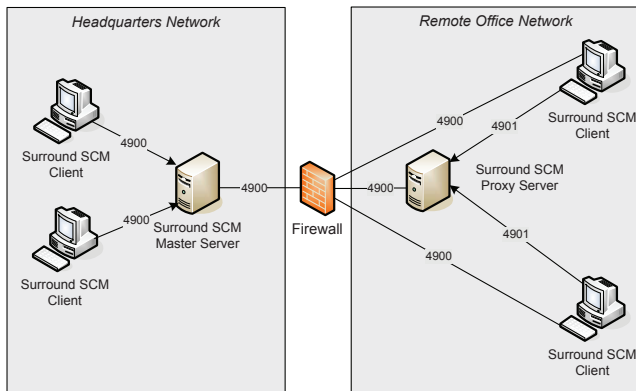 Headquarters Network
Remote Office Network
4900
Surround SCM
Client
4900
Surround SCM
Client
Surround SCM
Master Server
4900
Firewall
4900
4900
4900
4901
Surround SCM
Client
Surround SCM
Proxy Server
4901
Surround SCM
Client